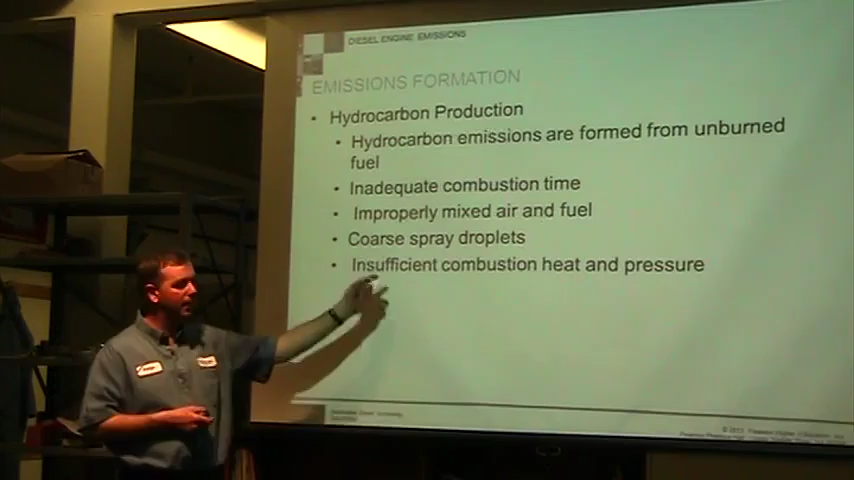 DIESEL ENGINE EMISSIONS
EMISSIONS FORMATION
• Hydrocarbon Production
• Hydrocarbon emissions are formed from unburned
fuel
• Inadequate combustion time
• Improperly mixed air and fuel
• Coarse spray droplets
• Insufficient combustion heat and pressure